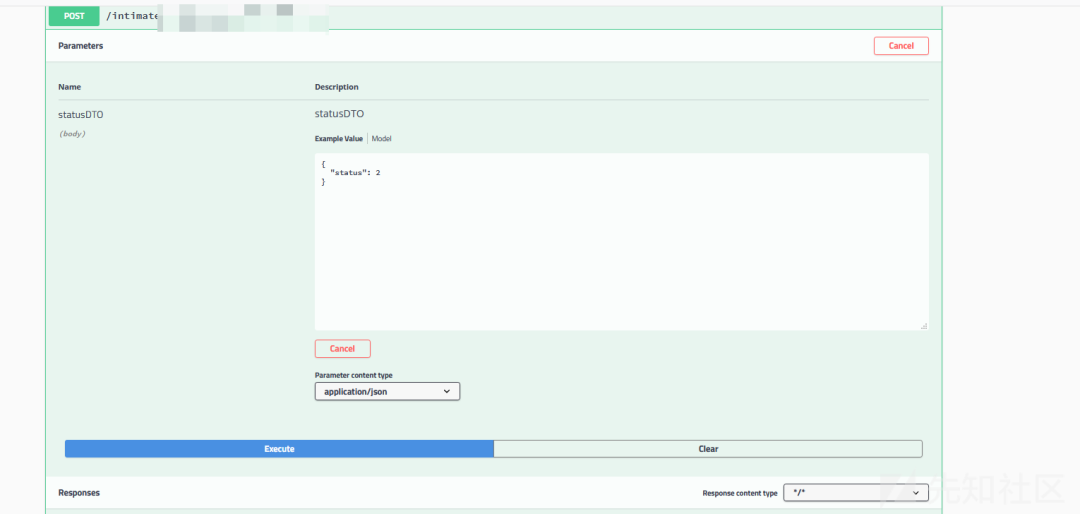 POST /intimate
Parameters
Cancel
Name Description
statusDTO statusDTO
(body)
Example Value | Model
{
"status": 2
}
Cancel
Parameter content type
application/json
Execute Clear
Responses Response content type */*
先知社区